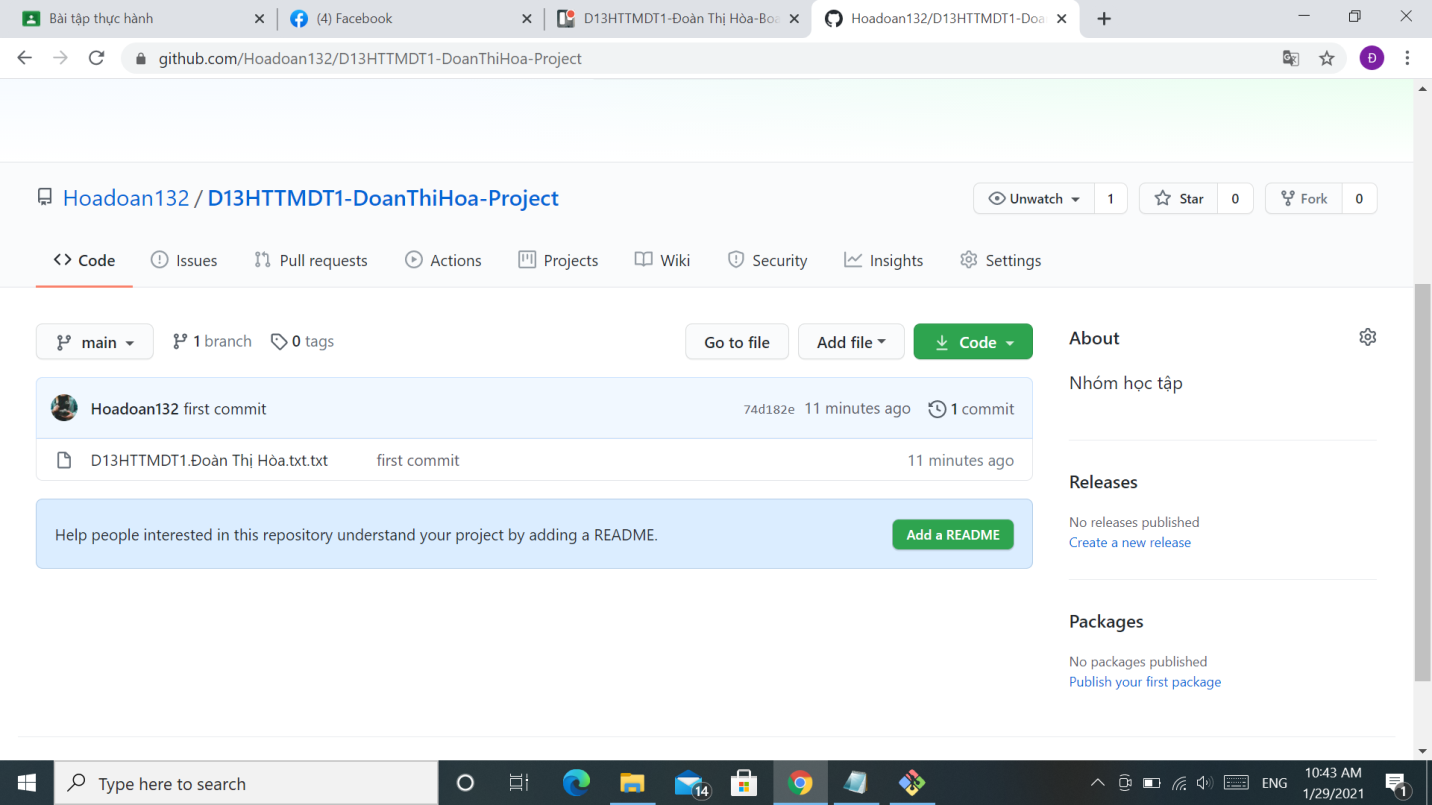 Bài tập thực hành
(4) Facebook
D13HTTMDT1-Đoàn Thị Hòa-Boa
Hoadoan132/D13HTTMDT1-Doa
github.com/Hoadoan132/D13HTTMDT1-DoanThiHoa-Project
Đ
Hoadoan132 / D13HTTMDT1-DoanThiHoa-Project
Unwatch 1 Star 0 Fork 0
Code Issues Pull requests Actions Projects Wiki Security Insights Settings
main 1 branch 0 tags Go to file Add file Code
Hoadoan132 first commit 74d182e 11 minutes ago 1 commit
D13HTTMDT1.Đoàn Thị Hòa.txt.txt first commit 11 minutes ago
Help people interested in this repository understand your project by adding a README. Add a README
About
Nhóm học tập
Releases
No releases published
Create a new release
Packages
No packages published
Publish your first package
Type here to search
14
ENG
10:43 AM
1/29/2021
1